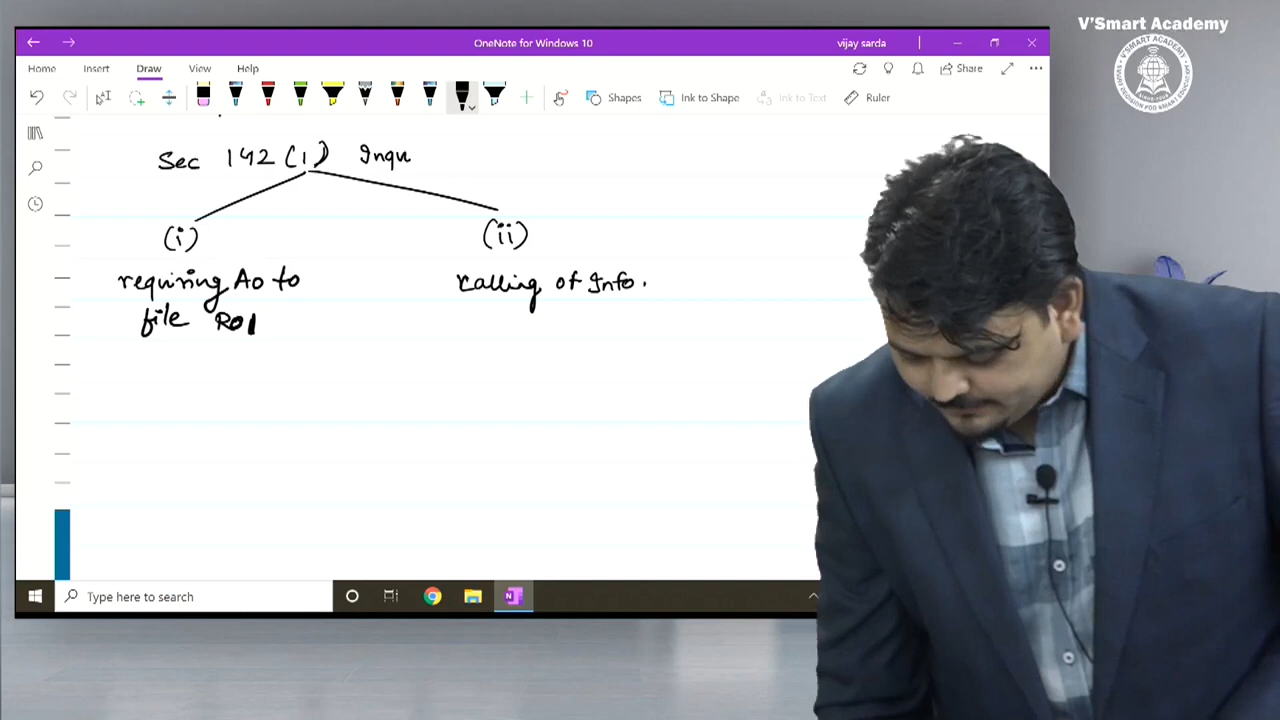 V'Smart Academy
OneNote for Windows 10
vijay sarda
Home Insert Draw View Help
Share
Shapes
Ink to Shape
Ink to Text
Ruler
Sec 142 (1) Inqu
(i)
(ii)
requiring Ao to
file ROI
calling of Info.
Type here to search